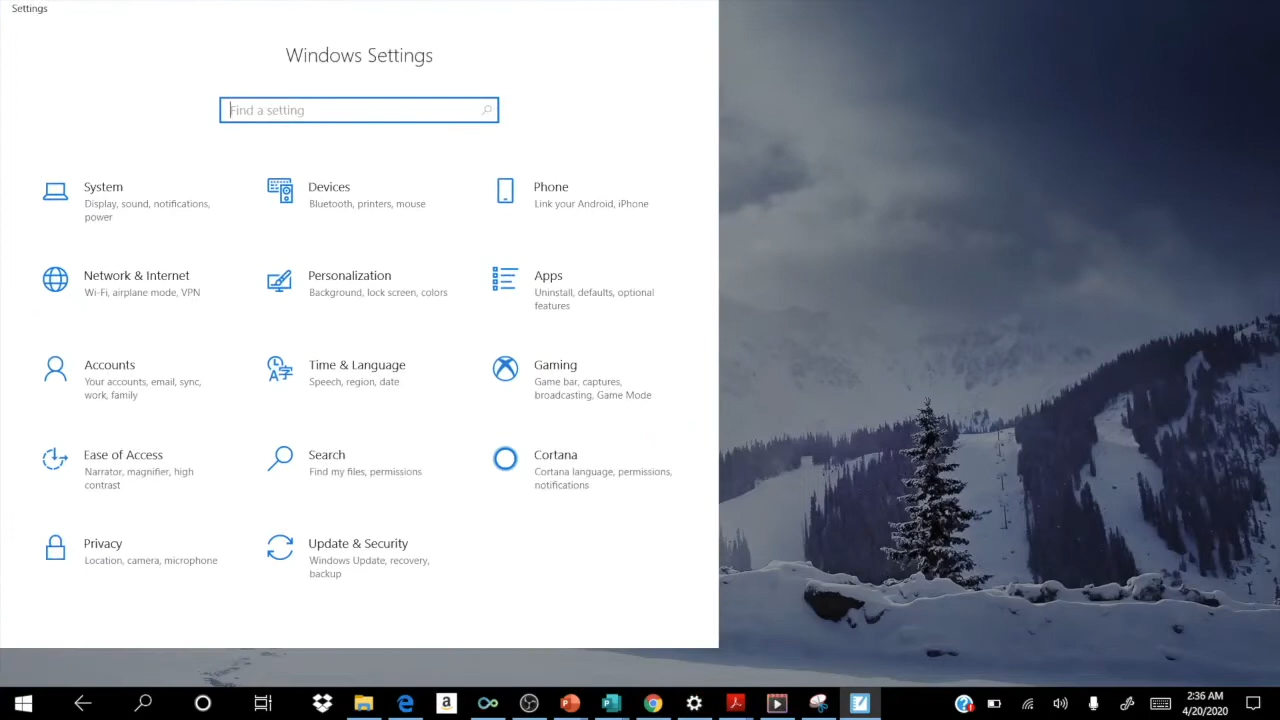 Settings
Windows Settings
Find a setting
System
Display, sound, notifications,
power
Devices
Bluetooth, printers, mouse
Phone
Link your Android, iPhone
Network & Internet
Wi-Fi, airplane mode, VPN
Personalization
Background, lock screen, colors
Apps
Uninstall, defaults, optional
features
Accounts
Your accounts, email, sync,
work, family
Time & Language
Speech, region, date
Gaming
Game bar, captures,
broadcasting, Game Mode
Ease of Access
Narrator, magnifier, high
contrast
Search
Find my files, permissions
Cortana
Cortana language, permissions,
notifications
Privacy
Location, camera, microphone
Update & Security
Windows Update, recovery,
backup
2:36 AM
4/20/2020